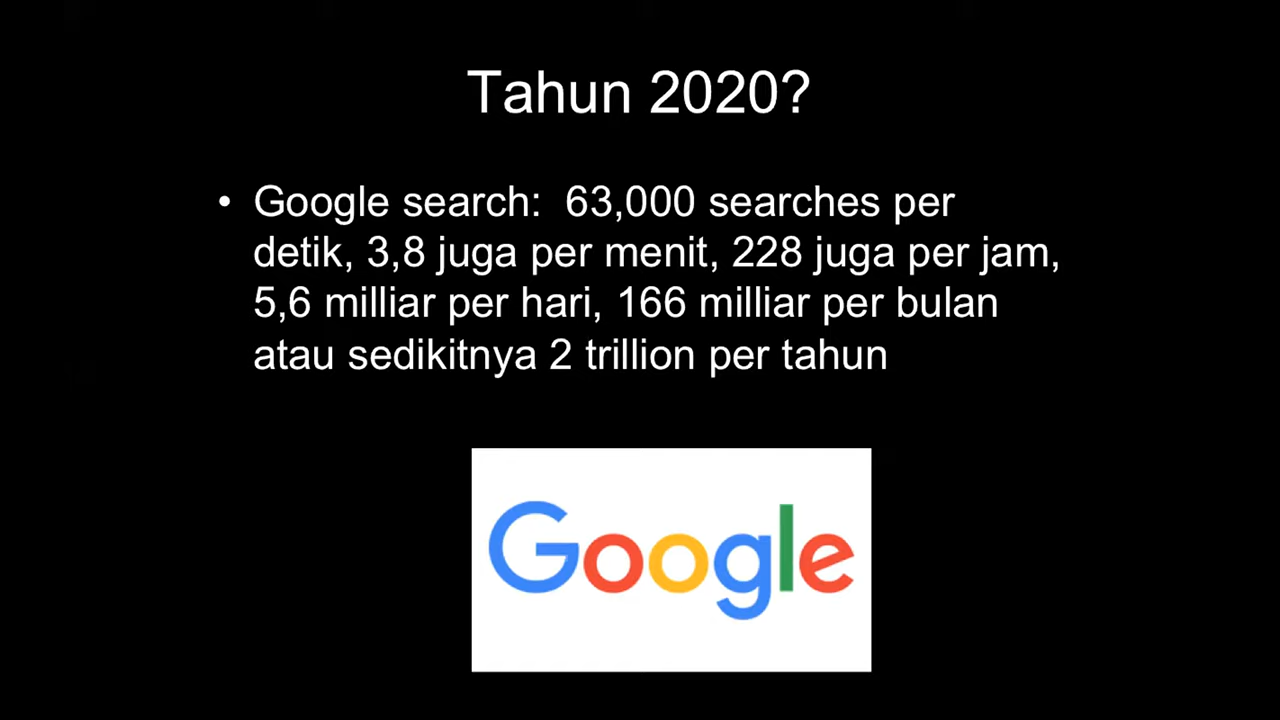 Tahun 2020?
• Google search:  63,000 searches per
detik, 3,8 juga per menit, 228 juga per jam,
5,6 milliar per hari, 166 milliar per bulan
atau sedikitnya 2 trillion per tahun
Google